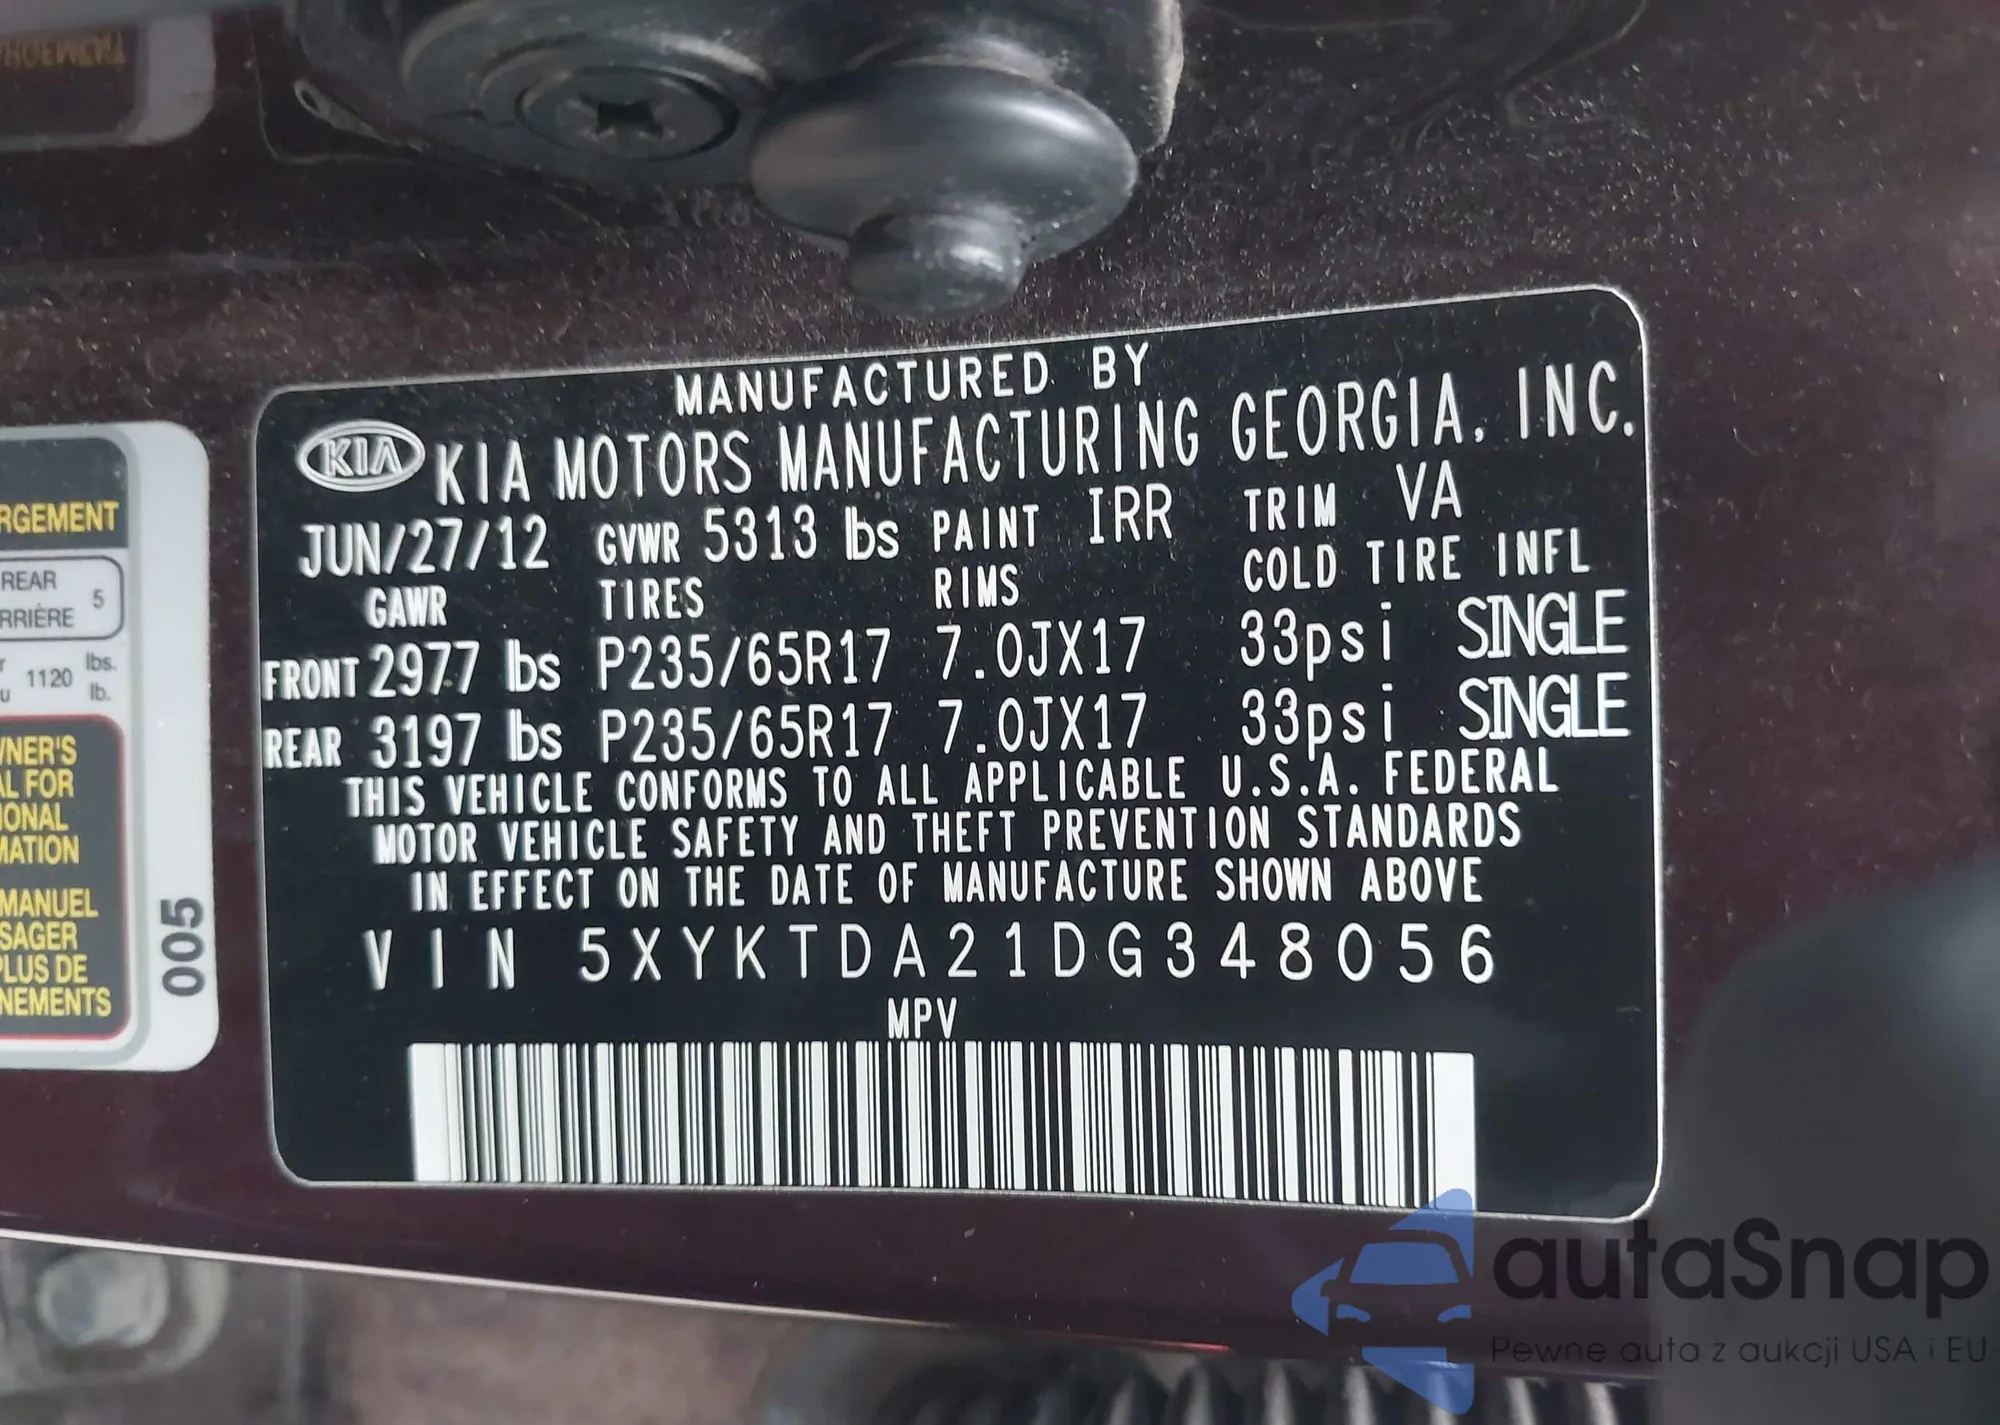 RGEMENT
REAR
RRIÈRE 5
1120 lbs.
lb.
WNER'S
AL FOR
IONAL
MATION
MANUEL
SAGER
PLUS DE
NEMENTS
005
MANUFACTURED BY
KIA KIA MOTORS MANUFACTURING GEORGIA, INC.
JUN/27/12 GVWR 5313 lbs PAINT IRR TRIM VA
GAWR TIRES RIMS COLD TIRE INFL
FRONT 2977 lbs P235/65R17 7.0JX17 33psi SINGLE
REAR 3197 lbs P235/65R17 7.0JX17 33psi SINGLE
THIS VEHICLE CONFORMS TO ALL APPLICABLE U.S.A. FEDERAL
MOTOR VEHICLE SAFETY AND THEFT PREVENTION STANDARDS
IN EFFECT ON THE DATE OF MANUFACTURE SHOWN ABOVE
VIN 5XYKTDA21DG348056
MPV
autaSnap
Pewne auta z aukcji USA i EU